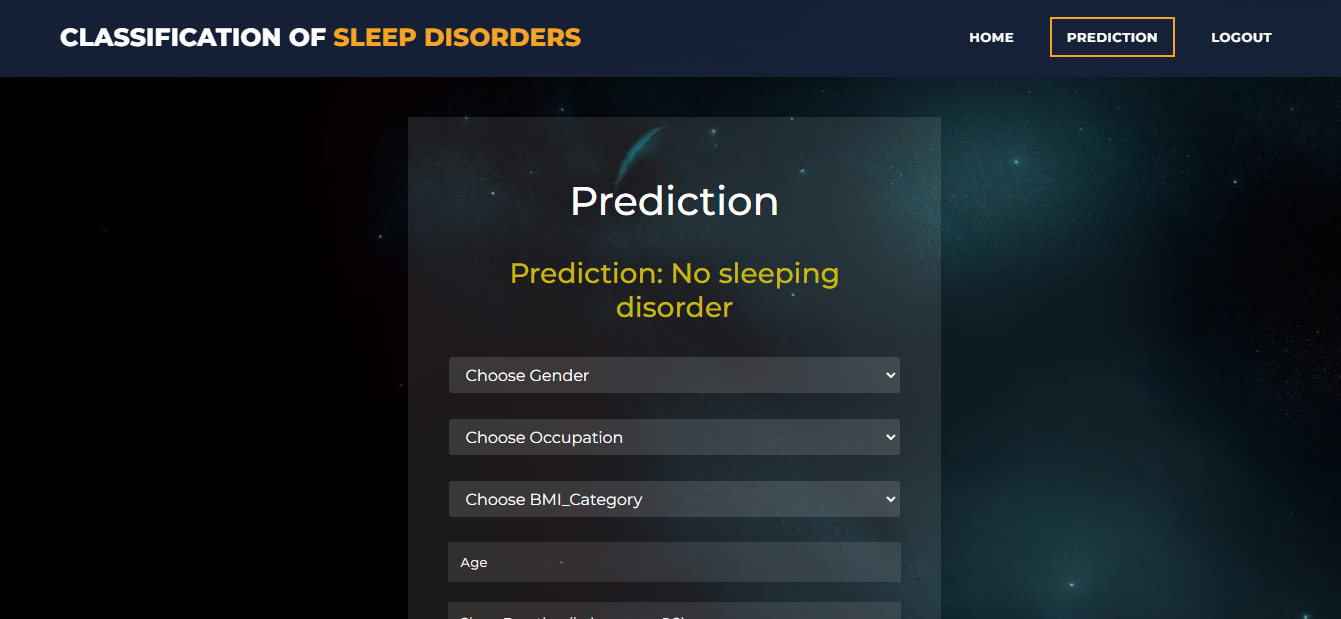 CLASSIFICATION OF SLEEP DISORDERS
HOME
PREDICTION
LOGOUT
Prediction
Prediction: No sleeping
disorder
Choose Gender
Choose Occupation
Choose BMI_Category
Age